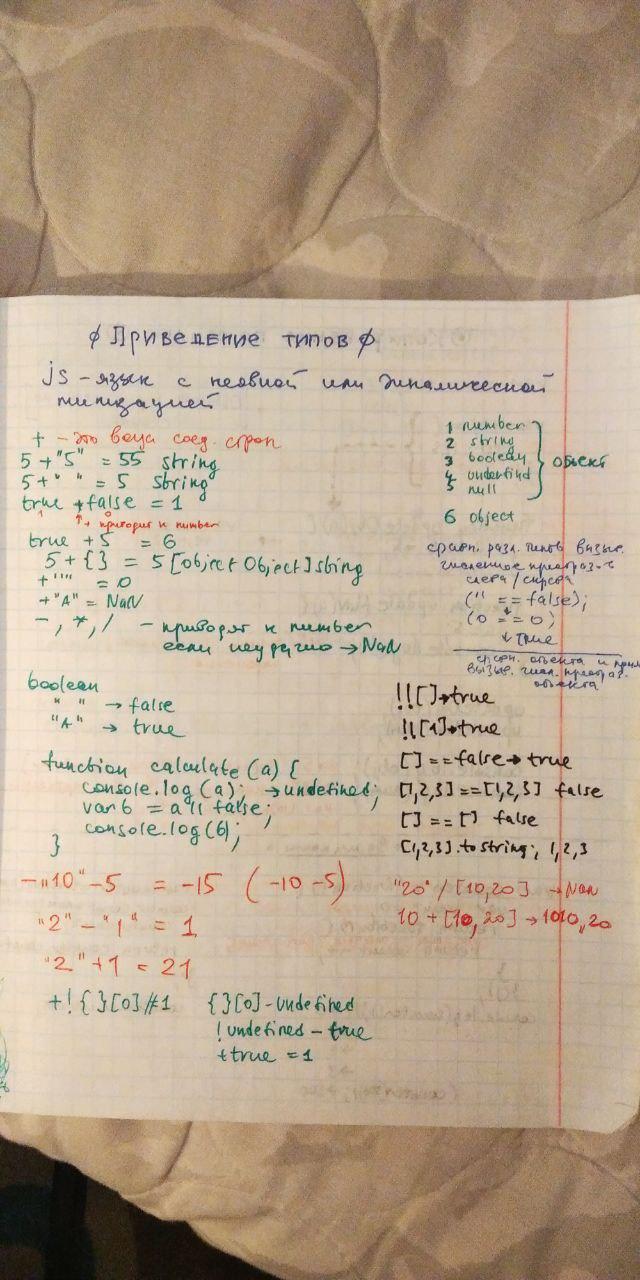 Приведение типов
js - язык с неявной или динамической
типизацией
+ - это всегда соед. строк
5 + "5" = 55 string
5 + " " = 5 string
true + false = 1
+ приводит к number
true + 5 = 6
5 + {} = 5 [object Object] string
+ "" = 0
+ "A" = NaN
-, *, / - приводят к number
если неудачно → NaN
1 number
2 string
3 boolean
4 undefind
5 null
объект
6 object
сравн. разл. типов вызыв.
численное преобраз-е
слева/справа
('' == false);
(0 == 0)
↓ true
сравн. объекта и прим
вызыв. числ. преобраз.
объекта
boolean
" " → false
"A" → true
function calculate (a) {
console.log (a); → undefined;
var b = a || false;
console.log (b);
}
!![] → true
!![1] → true
[] == false → true
[1,2,3] == [1,2,3] false
[] == [] false
[1,2,3].toString; 1,2,3
- "10" - 5 = -15 (-10 -5)
"2" - "1" = 1
"2" + 1 = 21
"20" / [10,20] → NaN
10 + [10,20] → 1010,20
+!{}[0] // 1
{}[0] - undefined
! undefined - true
+ true = 1